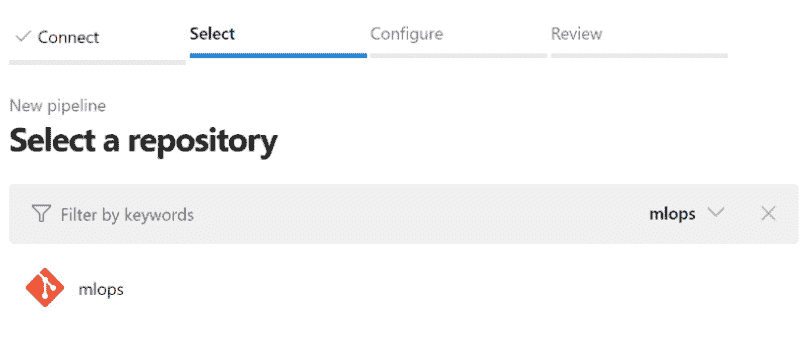 Connect Select Configure Review
New pipeline
Select a repository
Filter by keywords mlops
mlops